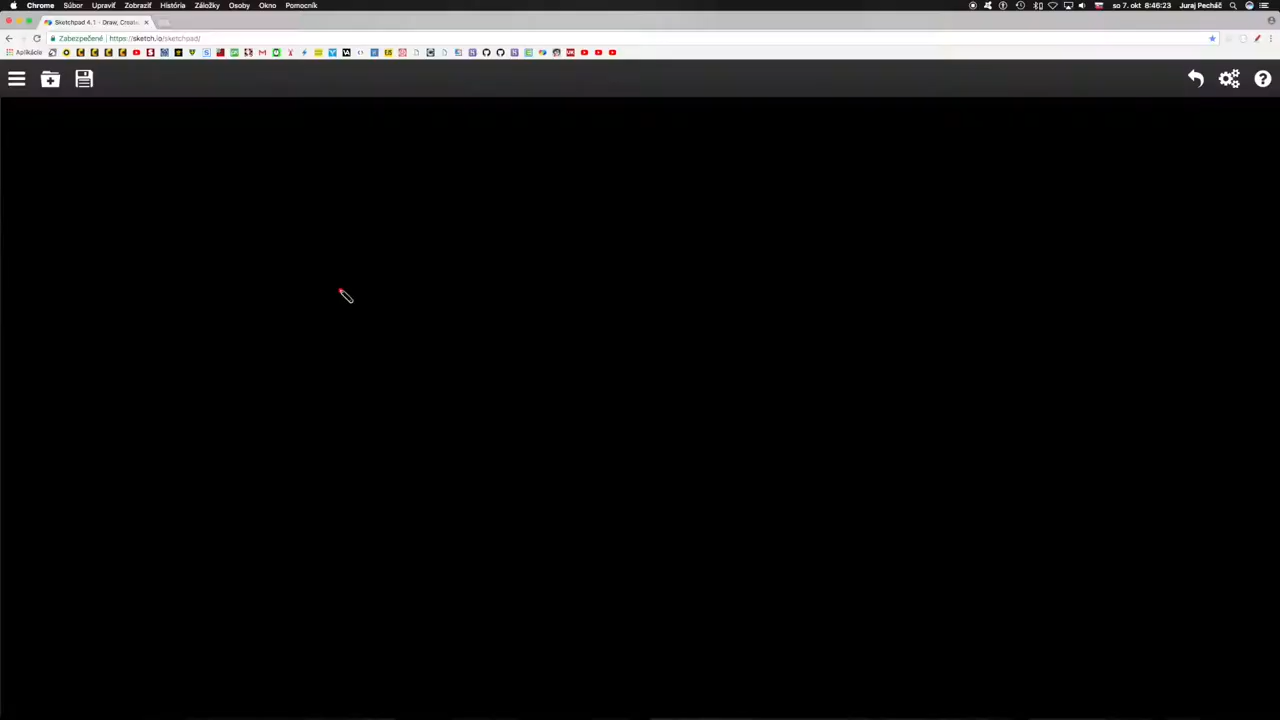 Chrome Súbor Upraviť Zobraziť História Záložky Osoby Okno Pomocník so 7. okt 8:46:23 Juraj Pecháč
Sketchpad 4.1 - Draw, Create
Zabezpečené https://sketch.io/sketchpad/
Aplikácie